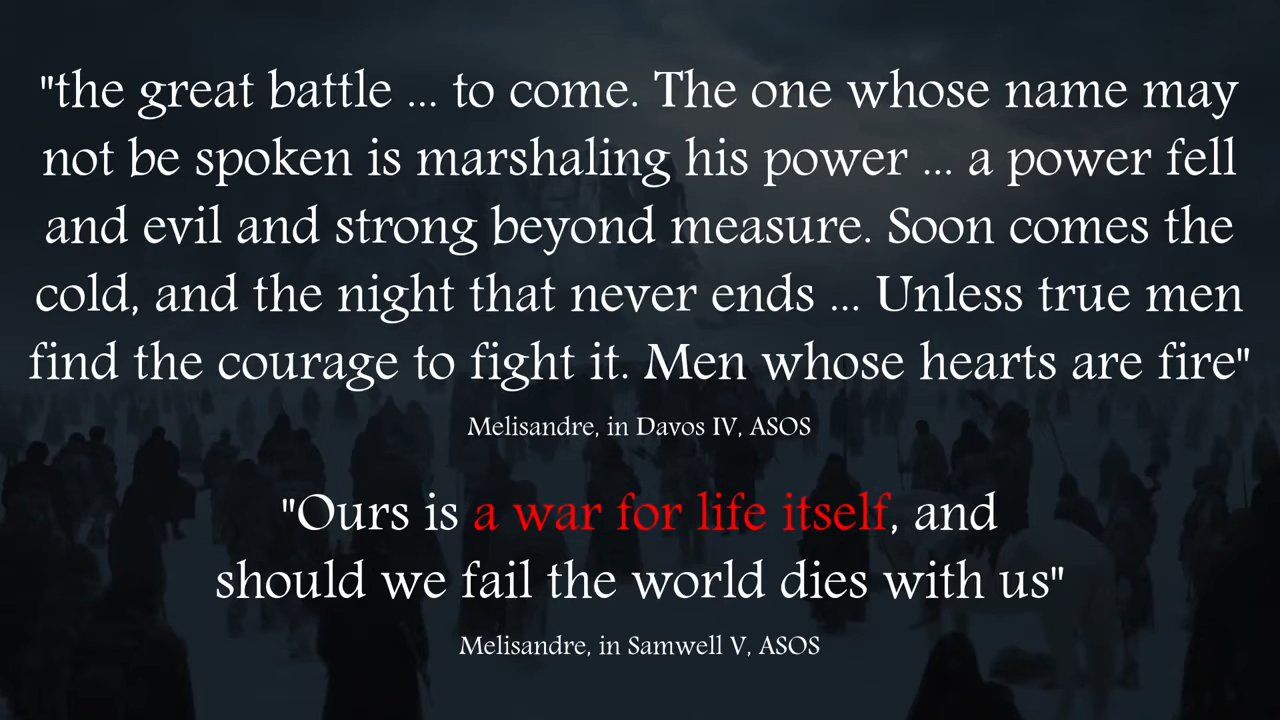 "the great battle ... to come. The one whose name may
not be spoken is marshaling his power ... a power fell
and evil and strong beyond measure. Soon comes the
cold, and the night that never ends ... Unless true men
find the courage to fight it. Men whose hearts are fire"
Melisandre, in Davos IV, ASOS
"Ours is a war for life itself, and
should we fail the world dies with us"
Melisandre, in Samwell V, ASOS